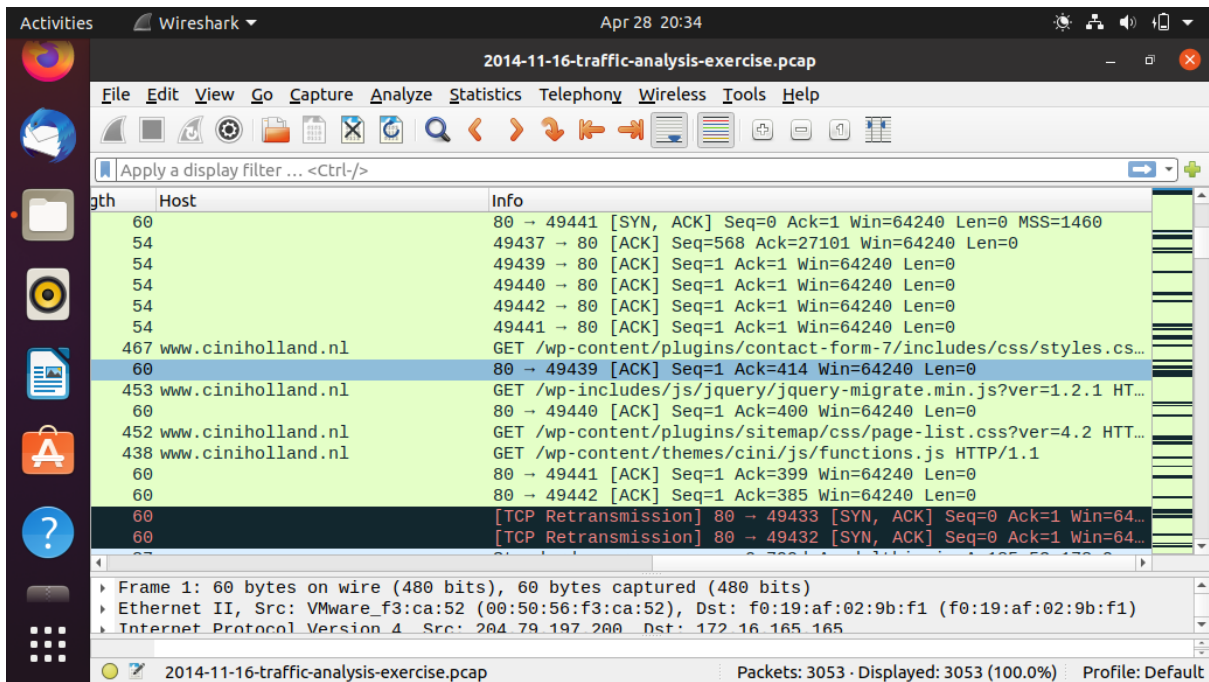 Activities Wireshark Apr 28 20:34
2014-11-16-traffic-analysis-exercise.pcap
File Edit View Go Capture Analyze Statistics Telephony Wireless Tools Help
Apply a display filter … <Ctrl-/>
gth Host Info
60 80 → 49441 [SYN, ACK] Seq=0 Ack=1 Win=64240 Len=0 MSS=1460
54 49437 → 80 [ACK] Seq=568 Ack=27101 Win=64240 Len=0
54 49439 → 80 [ACK] Seq=1 Ack=1 Win=64240 Len=0
54 49440 → 80 [ACK] Seq=1 Ack=1 Win=64240 Len=0
54 49442 → 80 [ACK] Seq=1 Ack=1 Win=64240 Len=0
54 49441 → 80 [ACK] Seq=1 Ack=1 Win=64240 Len=0
467 www.ciniholland.nl GET /wp-content/plugins/contact-form-7/includes/css/styles.cs…
60 80 → 49439 [ACK] Seq=1 Ack=414 Win=64240 Len=0
453 www.ciniholland.nl GET /wp-includes/js/jquery/jquery-migrate.min.js?ver=1.2.1 HT…
60 80 → 49440 [ACK] Seq=1 Ack=400 Win=64240 Len=0
452 www.ciniholland.nl GET /wp-content/plugins/sitemap/css/page-list.css?ver=4.2 HTT…
438 www.ciniholland.nl GET /wp-content/themes/cini/js/functions.js HTTP/1.1
60 80 → 49441 [ACK] Seq=1 Ack=399 Win=64240 Len=0
60 80 → 49442 [ACK] Seq=1 Ack=385 Win=64240 Len=0
60 [TCP Retransmission] 80 → 49433 [SYN, ACK] Seq=0 Ack=1 Win=64…
60 [TCP Retransmission] 80 → 49432 [SYN, ACK] Seq=0 Ack=1 Win=64…
Frame 1: 60 bytes on wire (480 bits), 60 bytes captured (480 bits)
Ethernet II, Src: VMware_f3:ca:52 (00:50:56:f3:ca:52), Dst: f0:19:af:02:9b:f1 (f0:19:af:02:9b:f1)
Internet Protocol Version 4, Src: 204.79.197.200, Dst: 172.16.165.165
2014-11-16-traffic-analysis-exercise.pcap Packets: 3053 · Displayed: 3053 (100.0%) Profile: Default